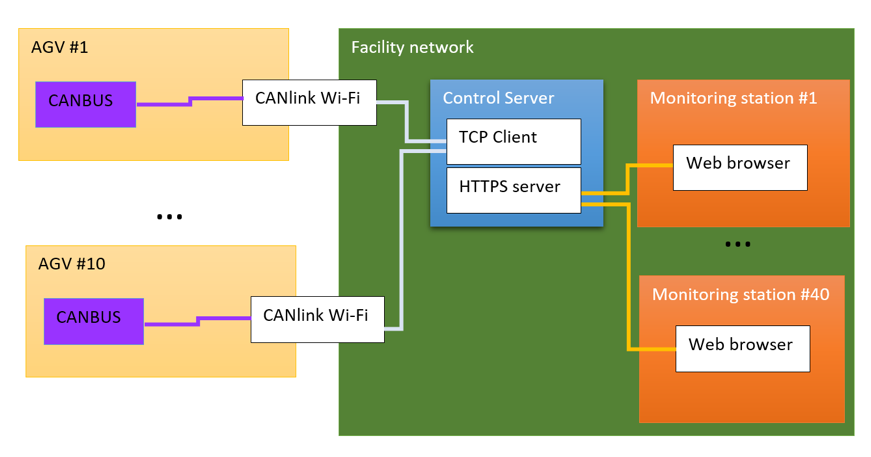 AGV #1
CANBUS
CANlink Wi-Fi
...
AGV #10
CANBUS
CANlink Wi-Fi
Facility network
Control Server
TCP Client
HTTPS server
Monitoring station #1
Web browser
...
Monitoring station #40
Web browser